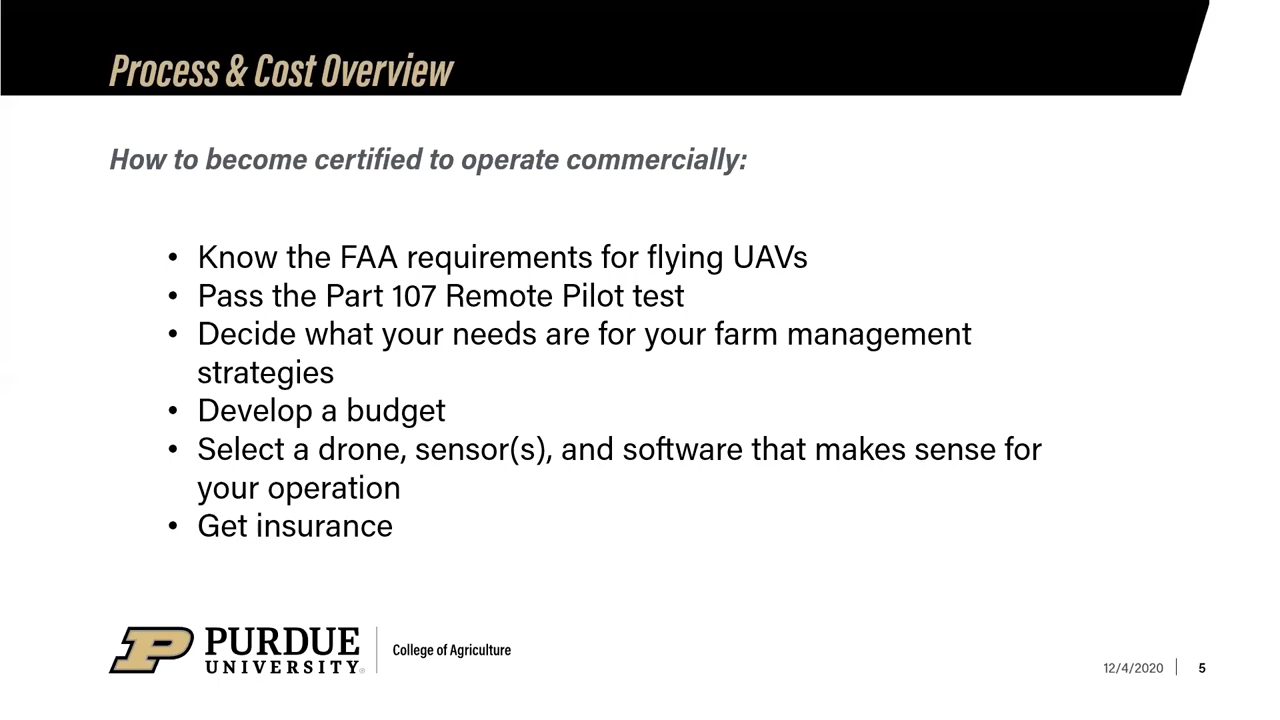 Process & Cost Overview
How to become certified to operate commercially:
• Know the FAA requirements for flying UAVs
• Pass the Part 107 Remote Pilot test
• Decide what your needs are for your farm management
strategies
• Develop a budget
• Select a drone, sensor(s), and software that makes sense for
your operation
• Get insurance
P PURDUE
UNIVERSITY®
College of Agriculture
12/4/2020 | 5